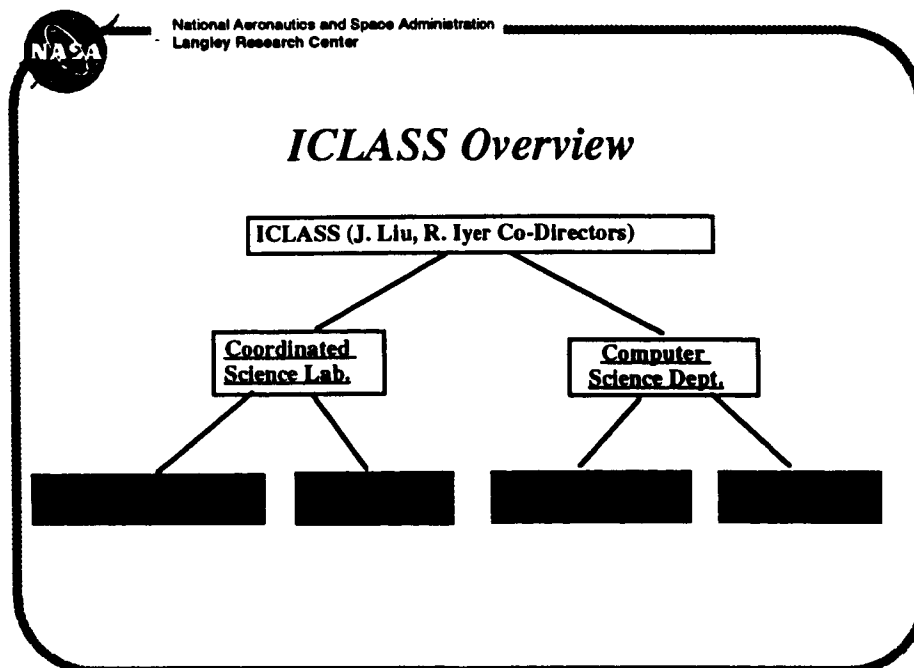 National Aeronautics and Space Administration
Langley Research Center
NASA
ICLASS Overview
ICLASS (J. Liu, R. Iyer Co-Directors)
Coordinated
Science Lab.
Computer
Science Dept.